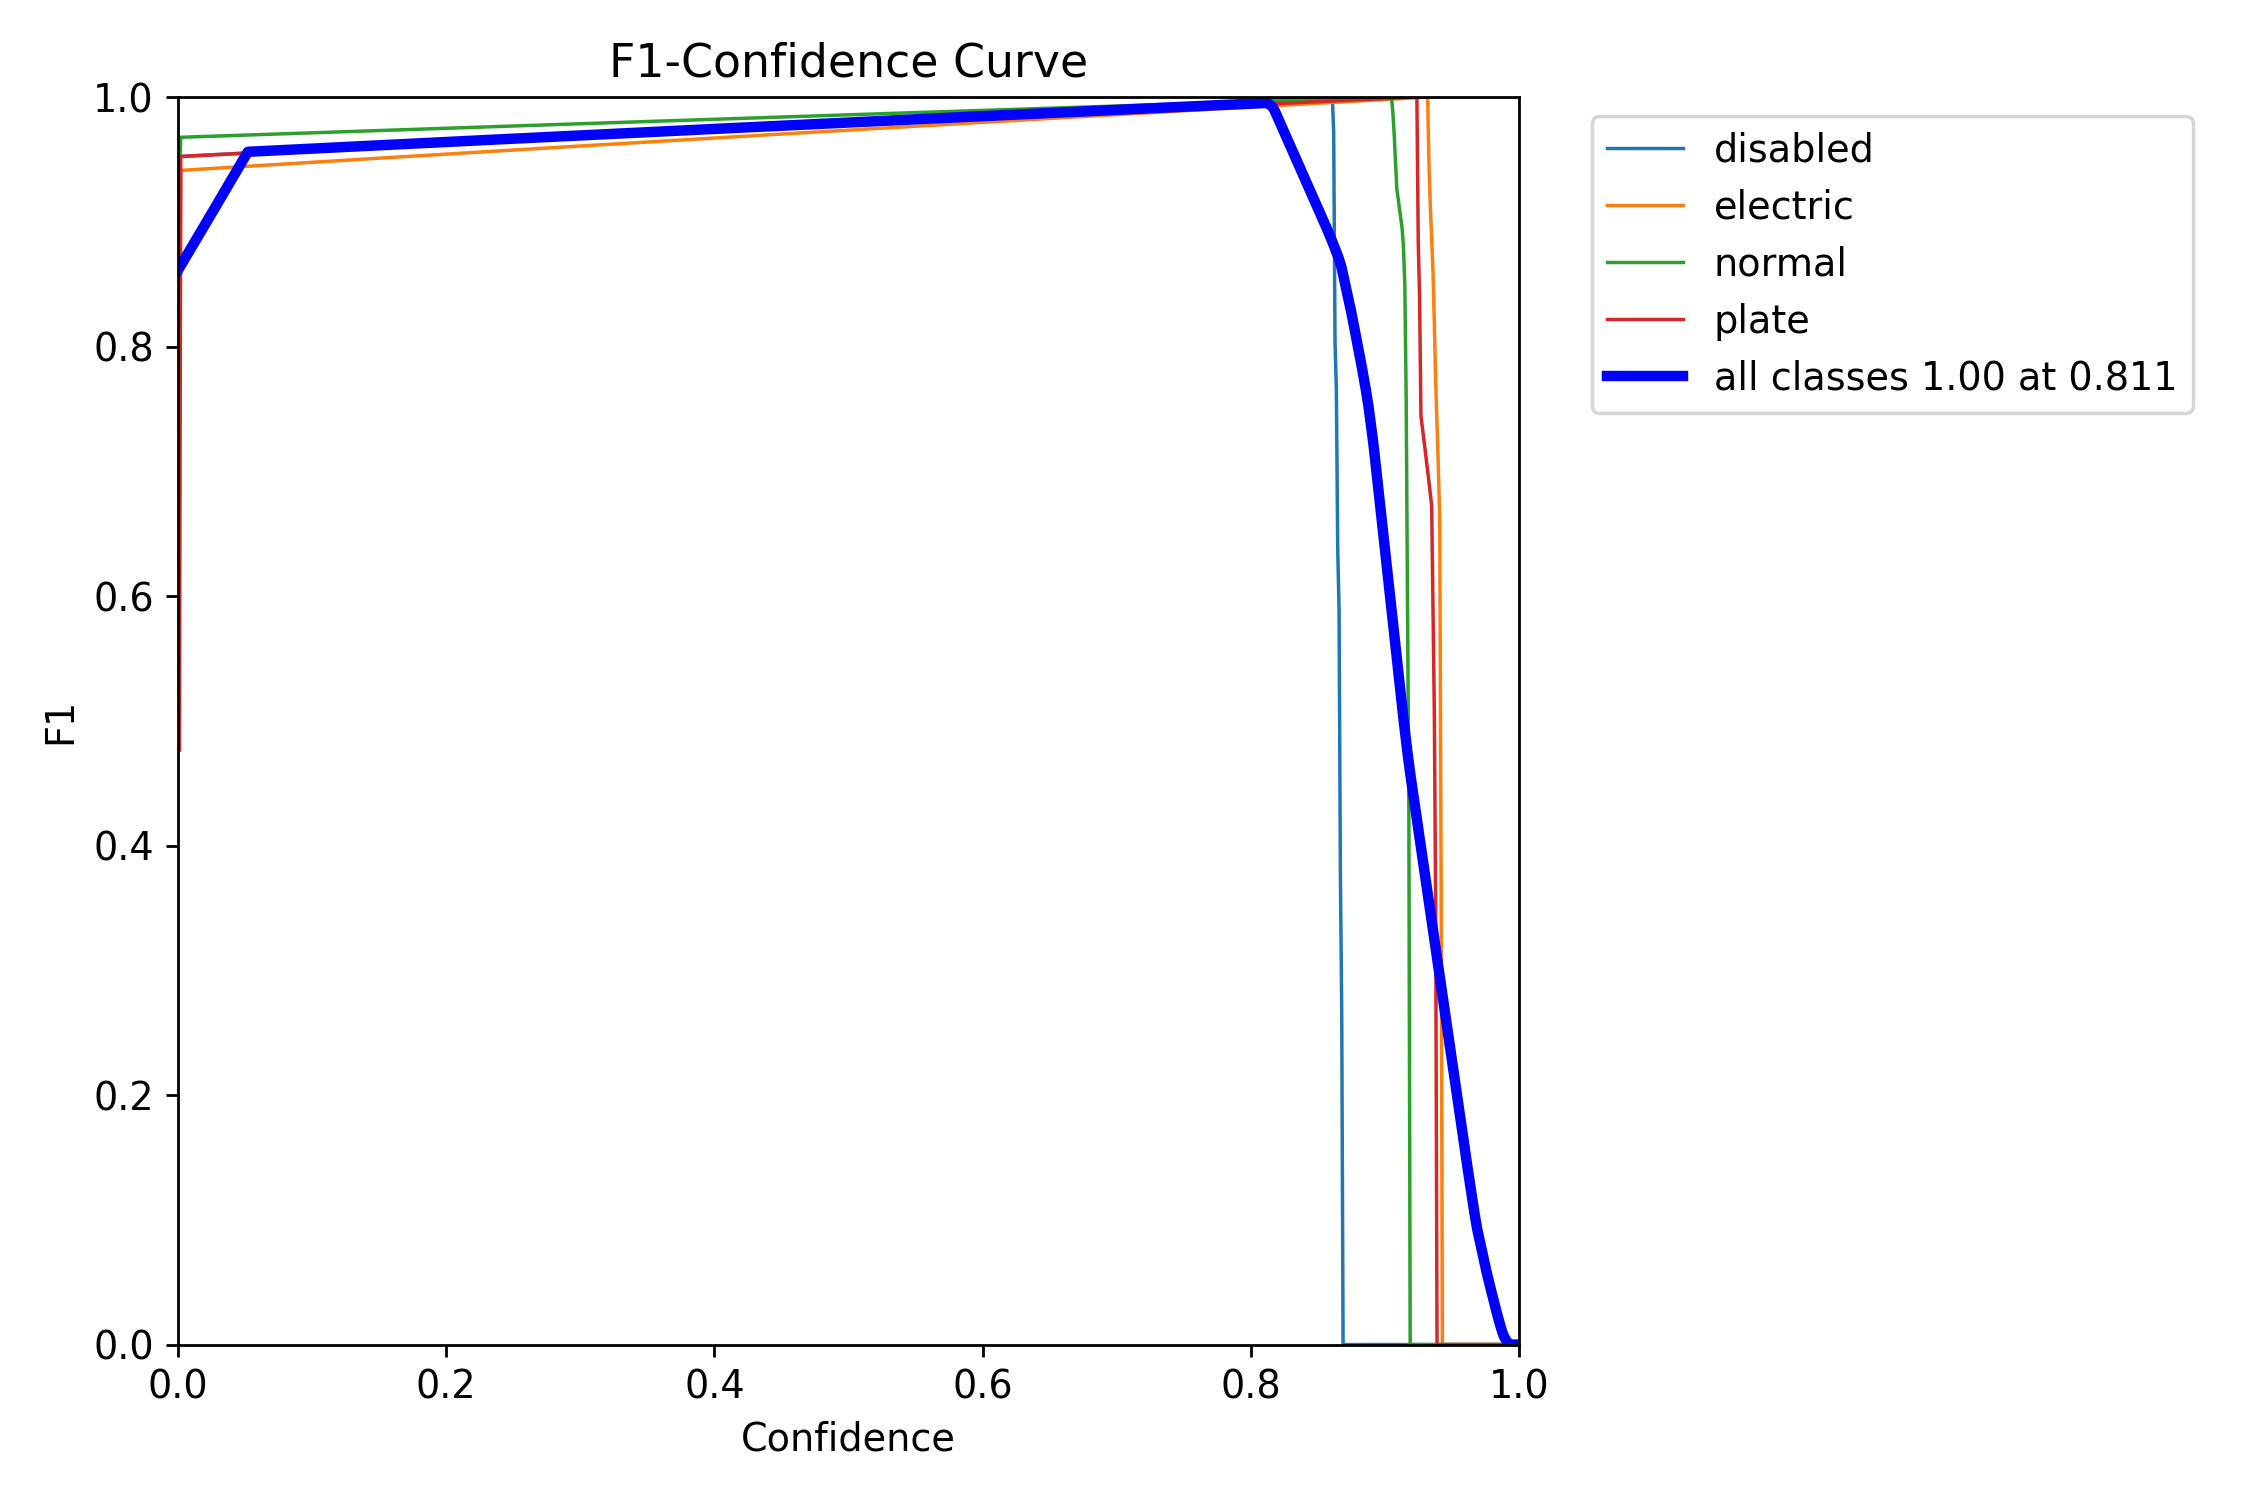 F1-Confidence Curve
1.0
0.8
0.6
0.4
0.2
0.0
F1
0.0 0.2 0.4 0.6 0.8 1.0
Confidence
disabled
electric
normal
plate
all classes 1.00 at 0.811